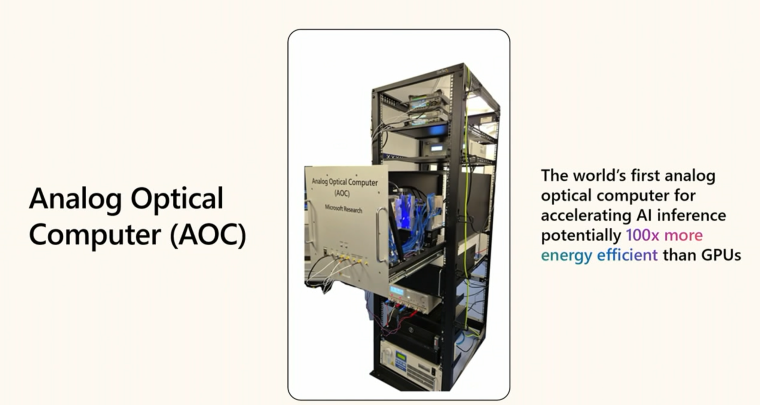 Analog Optical
Computer (AOC)
Analog Optical Computer
(AOC)
Microsoft Research
The world's first analog
optical computer for
accelerating AI inference
potentially 100x more
energy efficient than GPUs